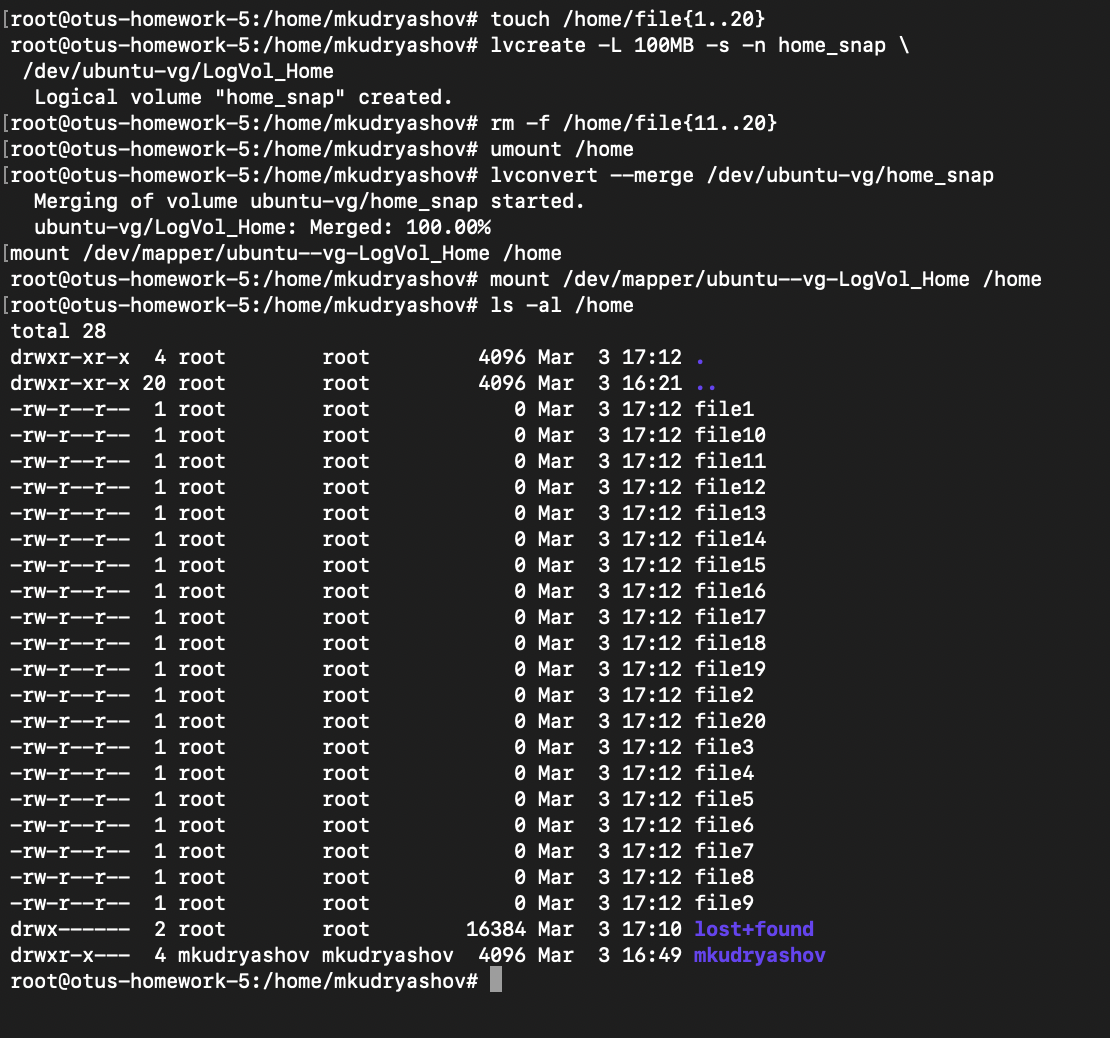 [root@otus-homework-5:/home/mkudryashov# touch /home/file{1..20}
root@otus-homework-5:/home/mkudryashov# lvcreate -L 100MB -s -n home_snap \
/dev/ubuntu-vg/LogVol_Home
Logical volume "home_snap" created.
[root@otus-homework-5:/home/mkudryashov# rm -f /home/file{11..20}
[root@otus-homework-5:/home/mkudryashov# umount /home
[root@otus-homework-5:/home/mkudryashov# lvconvert --merge /dev/ubuntu-vg/home_snap
Merging of volume ubuntu-vg/home_snap started.
ubuntu-vg/LogVol_Home: Merged: 100.00%
[mount /dev/mapper/ubuntu--vg-LogVol_Home /home
root@otus-homework-5:/home/mkudryashov# mount /dev/mapper/ubuntu--vg-LogVol_Home /home
[root@otus-homework-5:/home/mkudryashov# ls -al /home
total 28
drwxr-xr-x  4 root        root         4096 Mar  3 17:12 .
drwxr-xr-x 20 root        root         4096 Mar  3 16:21 ..
-rw-r--r--  1 root        root            0 Mar  3 17:12 file1
-rw-r--r--  1 root        root            0 Mar  3 17:12 file10
-rw-r--r--  1 root        root            0 Mar  3 17:12 file11
-rw-r--r--  1 root        root            0 Mar  3 17:12 file12
-rw-r--r--  1 root        root            0 Mar  3 17:12 file13
-rw-r--r--  1 root        root            0 Mar  3 17:12 file14
-rw-r--r--  1 root        root            0 Mar  3 17:12 file15
-rw-r--r--  1 root        root            0 Mar  3 17:12 file16
-rw-r--r--  1 root        root            0 Mar  3 17:12 file17
-rw-r--r--  1 root        root            0 Mar  3 17:12 file18
-rw-r--r--  1 root        root            0 Mar  3 17:12 file19
-rw-r--r--  1 root        root            0 Mar  3 17:12 file2
-rw-r--r--  1 root        root            0 Mar  3 17:12 file20
-rw-r--r--  1 root        root            0 Mar  3 17:12 file3
-rw-r--r--  1 root        root            0 Mar  3 17:12 file4
-rw-r--r--  1 root        root            0 Mar  3 17:12 file5
-rw-r--r--  1 root        root            0 Mar  3 17:12 file6
-rw-r--r--  1 root        root            0 Mar  3 17:12 file7
-rw-r--r--  1 root        root            0 Mar  3 17:12 file8
-rw-r--r--  1 root        root            0 Mar  3 17:12 file9
drwx------  2 root        root        16384 Mar  3 17:10 lost+found
drwxr-x---  4 mkudryashov mkudryashov  4096 Mar  3 16:49 mkudryashov
root@otus-homework-5:/home/mkudryashov#